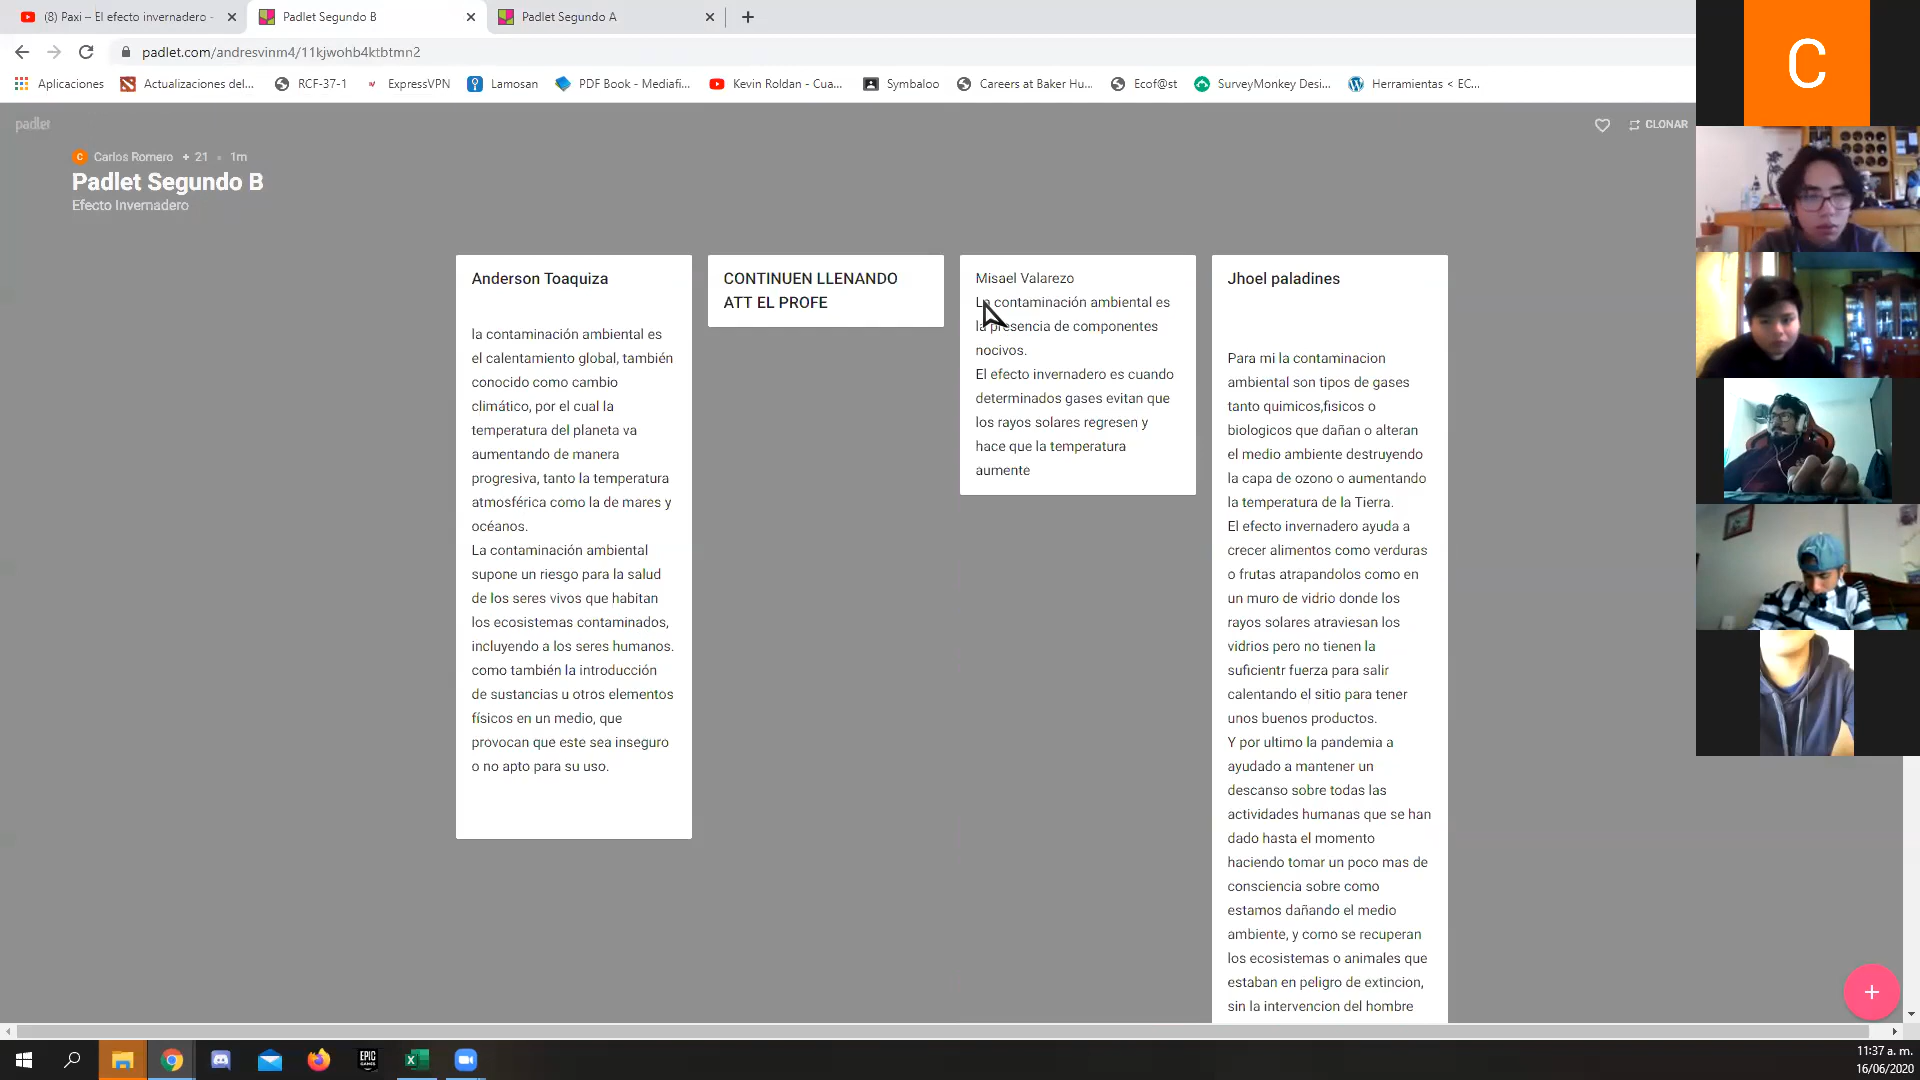 (8) Paxi – El efecto invernadero -
Padlet Segundo B
Padlet Segundo A
padlet.com/andresvinm4/11kjwohb4ktbtmn2
Aplicaciones
Actualizaciones del...
RCF-37-1
ExpressVPN
Lamosan
PDF Book - Mediafi...
Kevin Roldan - Cua...
Symbaloo
Careers at Baker Hu...
Ecof@st
SurveyMonkey Desi...
Herramientas < EC...
padlet
CLONAR
C Carlos Romero + 21 • 1m
Padlet Segundo B
Efecto Invernadero
Anderson Toaquiza
la contaminación ambiental es
el calentamiento global, también
conocido como cambio
climático, por el cual la
temperatura del planeta va
aumentando de manera
progresiva, tanto la temperatura
atmosférica como la de mares y
océanos.
La contaminación ambiental
supone un riesgo para la salud
de los seres vivos que habitan
los ecosistemas contaminados,
incluyendo a los seres humanos.
como también la introducción
de sustancias u otros elementos
físicos en un medio, que
provocan que este sea inseguro
o no apto para su uso.
CONTINUEN LLENANDO
ATT EL PROFE
Misael Valarezo
La contaminación ambiental es
la presencia de componentes
nocivos.
El efecto invernadero es cuando
determinados gases evitan que
los rayos solares regresen y
hace que la temperatura
aumente
Jhoel paladines
Para mi la contaminacion
ambiental son tipos de gases
tanto quimicos,fisicos o
biologicos que dañan o alteran
el medio ambiente destruyendo
la capa de ozono o aumentando
la temperatura de la Tierra.
El efecto invernadero ayuda a
crecer alimentos como verduras
o frutas atrapandolos como en
un muro de vidrio donde los
rayos solares atraviesan los
vidrios pero no tienen la
suficientr fuerza para salir
calentando el sitio para tener
unos buenos productos.
Y por ultimo la pandemia a
ayudado a mantener un
descanso sobre todas las
actividades humanas que se han
dado hasta el momento
haciendo tomar un poco mas de
consciencia sobre como
estamos dañando el medio
ambiente, y como se recuperan
los ecosistemas o animales que
estaban en peligro de extincion,
sin la intervencion del hombre
C
EPIC
GAMES
11:37 a. m.
16/06/2020